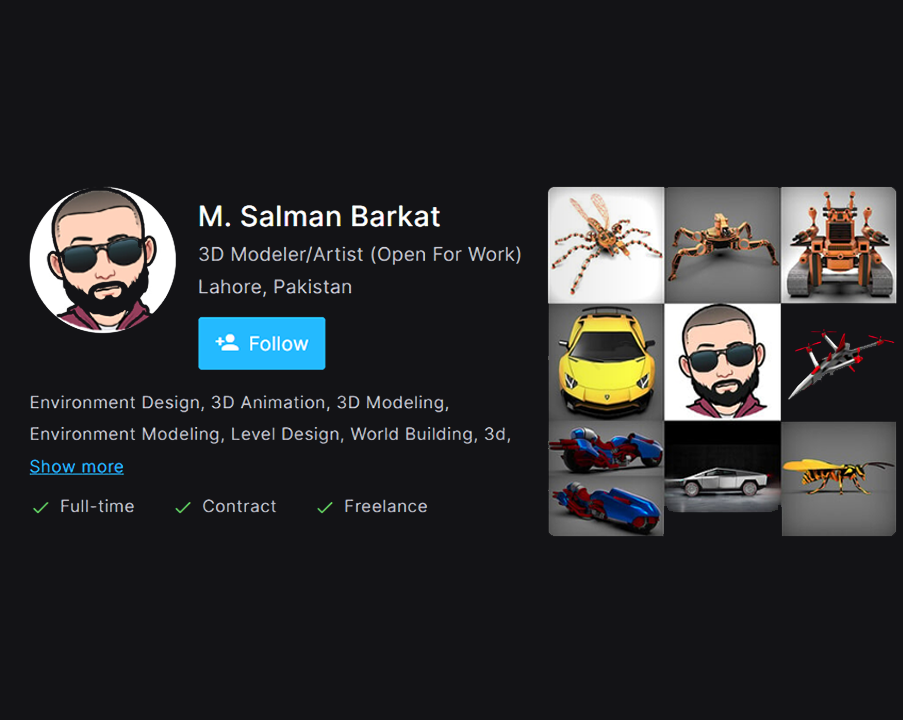 M. Salman Barkat
3D Modeler/Artist (Open For Work)
Lahore, Pakistan
Follow
Environment Design, 3D Animation, 3D Modeling,
Environment Modeling, Level Design, World Building, 3d,
Show more
Full-time
Contract
Freelance